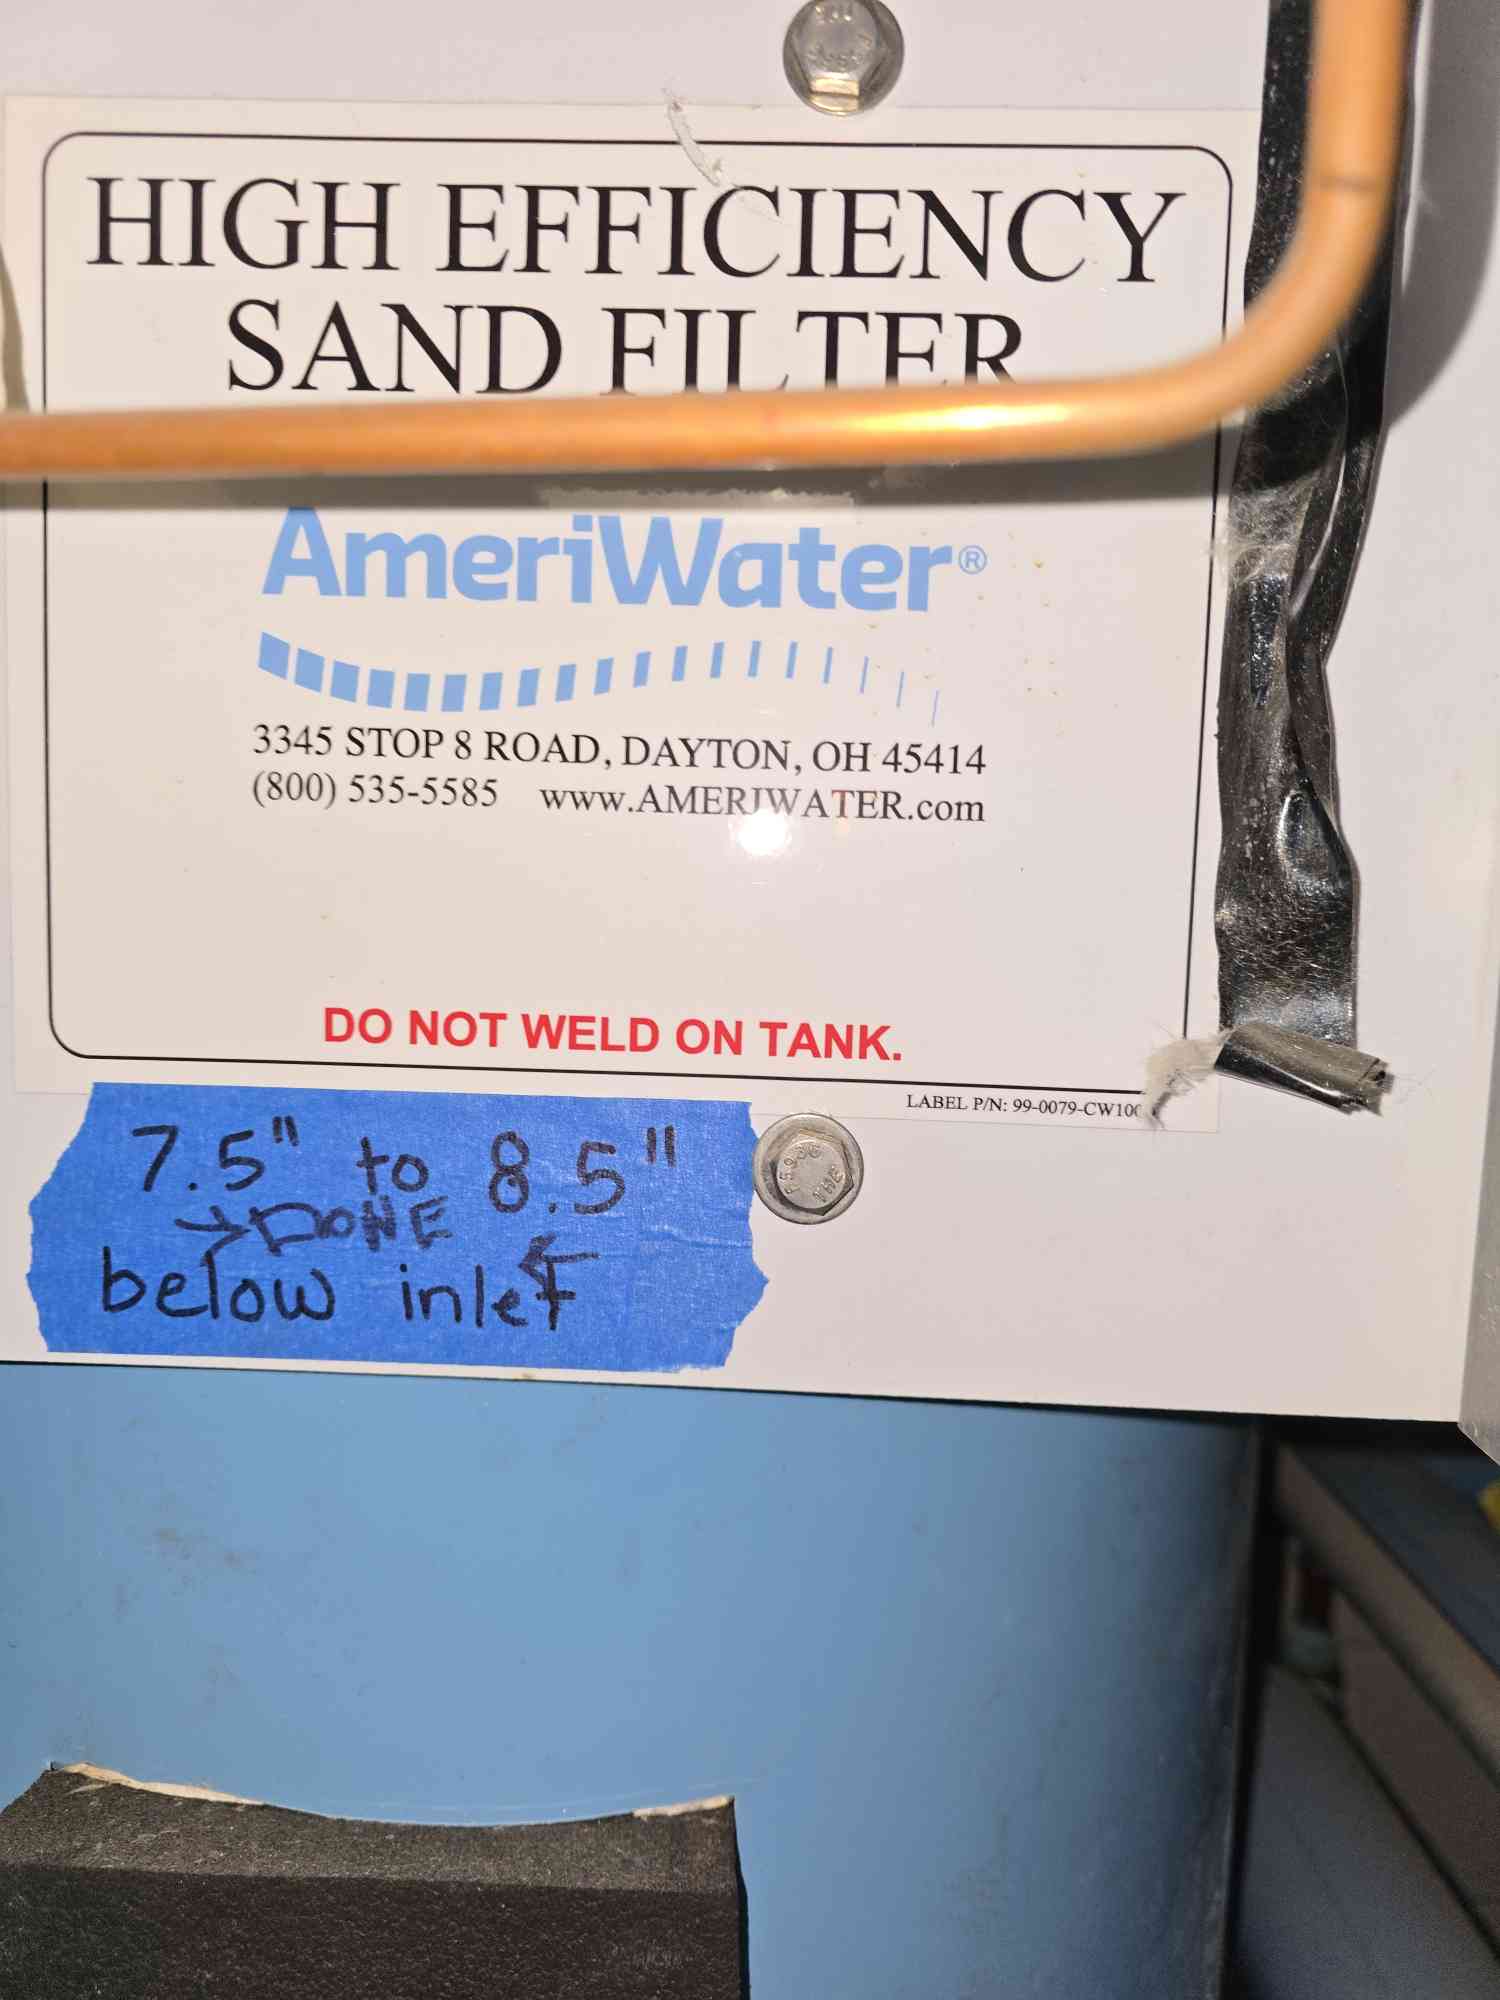 HIGH EFFICIENCY
SAND FILTER
AmeriWater®
3345 STOP 8 ROAD, DAYTON, OH 45414
(800) 535-5585 www.AMERIWATER.com
DO NOT WELD ON TANK.
LABEL P/N: 99-0079-CW100
7.5" to 8.5"
→DONE
below inlet ←
THE